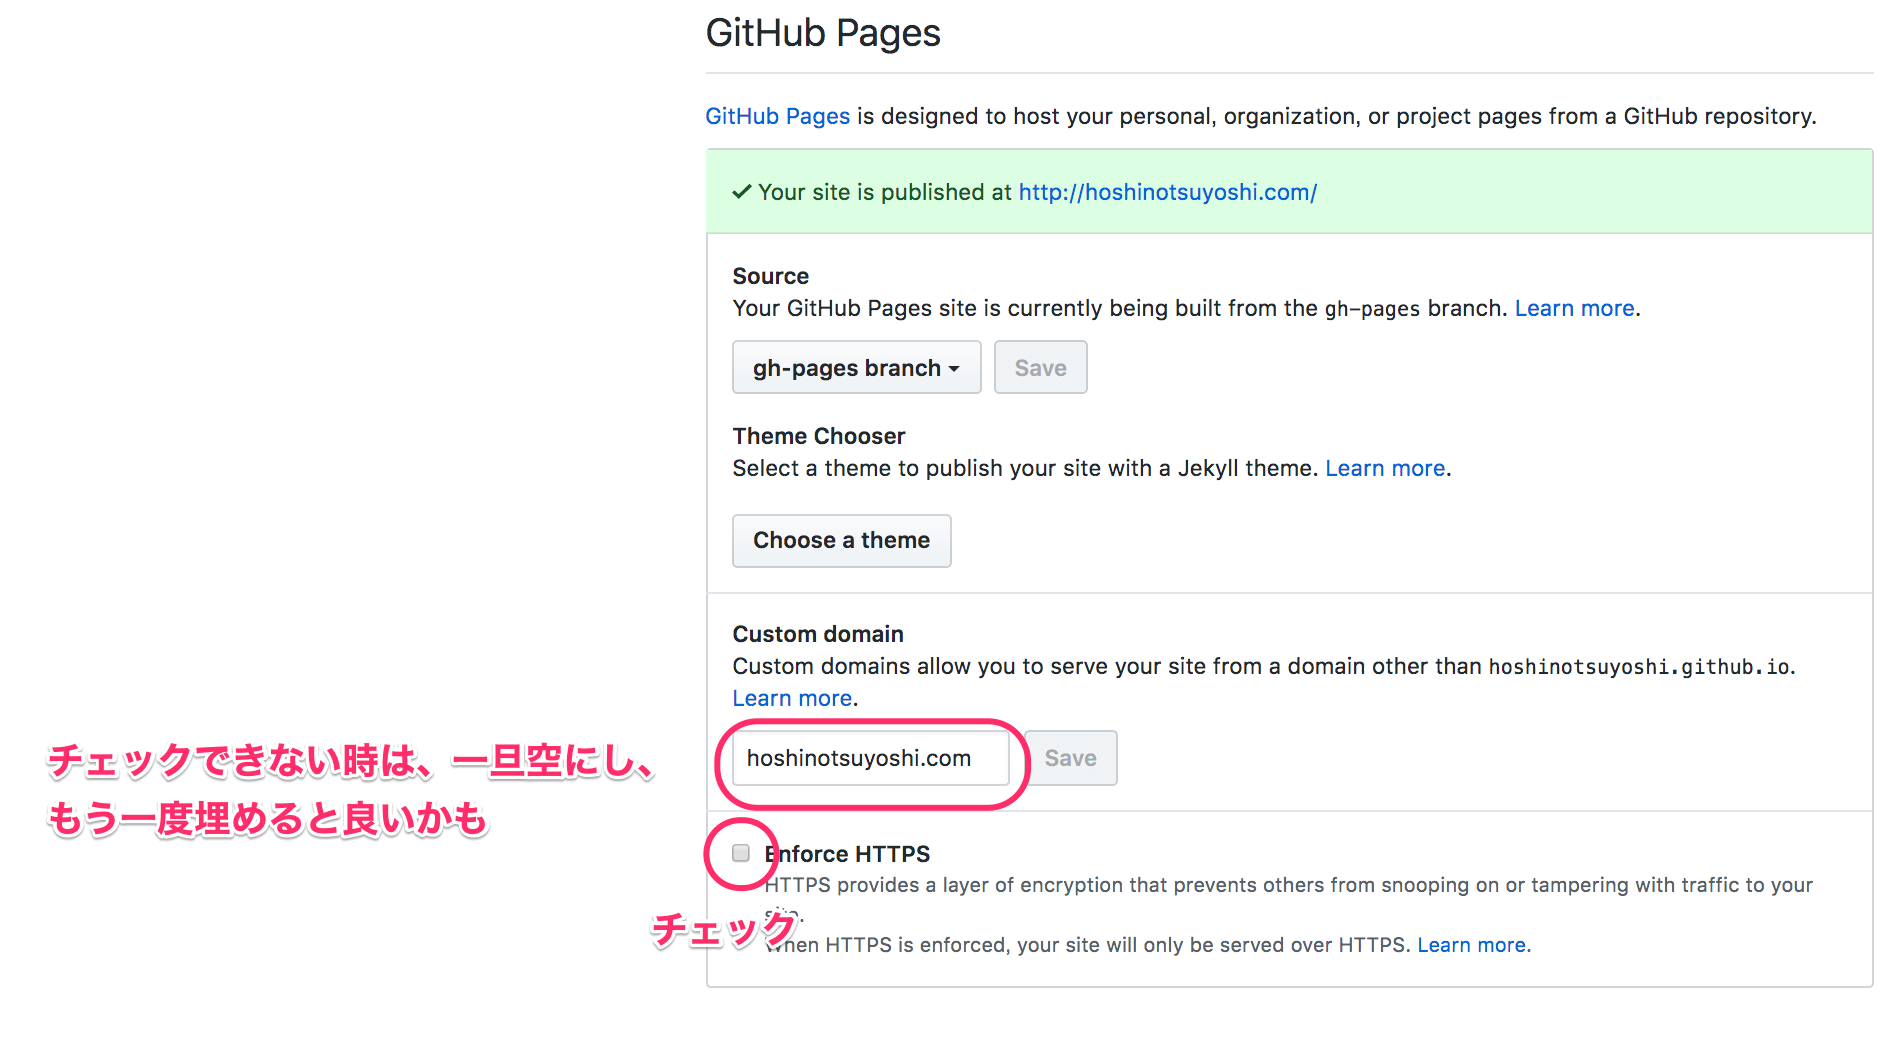 GitHub Pages
GitHub Pages is designed to host your personal, organization, or project pages from a GitHub repository.
✓ Your site is published at http://hoshinotsuyoshi.com/
Source
Your GitHub Pages site is currently being built from the gh-pages branch. Learn more.
gh-pages branch Save
Theme Chooser
Select a theme to publish your site with a Jekyll theme. Learn more.
Choose a theme
Custom domain
Custom domains allow you to serve your site from a domain other than hoshinotsuyoshi.github.io.
Learn more.
hoshinotsuyoshi.com Save
チェックできない時は、一旦空にし、
もう一度埋めると良いかも
Enforce HTTPS
HTTPS provides a layer of encryption that prevents others from snooping on or tampering with traffic to your
site.
チェック
When HTTPS is enforced, your site will only be served over HTTPS. Learn more.